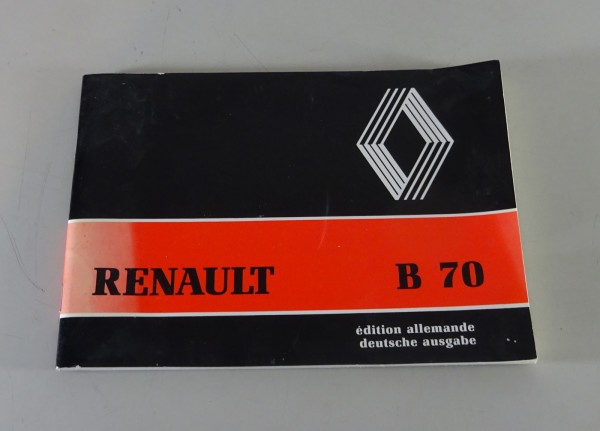 RENAULT B 70
édition allemande
deutsche ausgabe